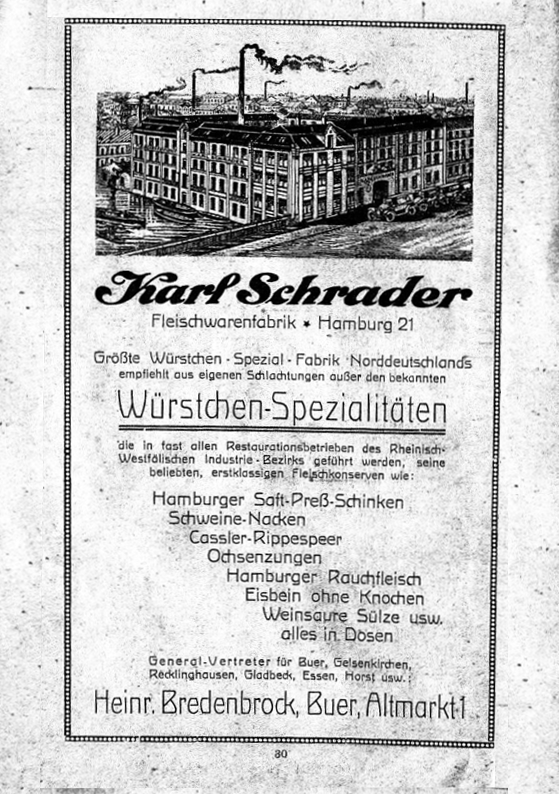 Karl Schrader
Fleischwarenfabrik ★ Hamburg 21
Größte Würstchen-Spezial-Fabrik Norddeutschlands
empfiehlt aus eigenen Schlachtungen außer den bekannten
Würstchen-Spezialitäten
die in fast allen Restaurationsbetrieben des Rheinisch-
Westfälischen Industrie-Bezirks geführt werden, seine
beliebten, erstklassigen Fleischkonserven wie:
Hamburger Saft-Preß-Schinken
Schweine-Nacken
Cassler-Rippespeer
Ochsenzungen
Hamburger Rauchfleisch
Eisbein ohne Knochen
Weinsaure Sülze usw.
alles in Dosen
General-Vertreter für Buer, Gelsenkirchen,
Recklinghausen, Gladbeck, Essen, Horst usw.:
Heinr. Bredenbrock, Buer, Altmarkt 1
80